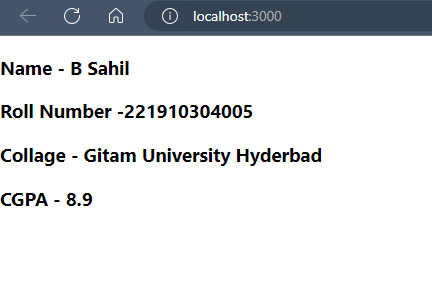 localhost:3000
Name - B Sahil
Roll Number -221910304005
Collage - Gitam University Hyderbad
CGPA - 8.9